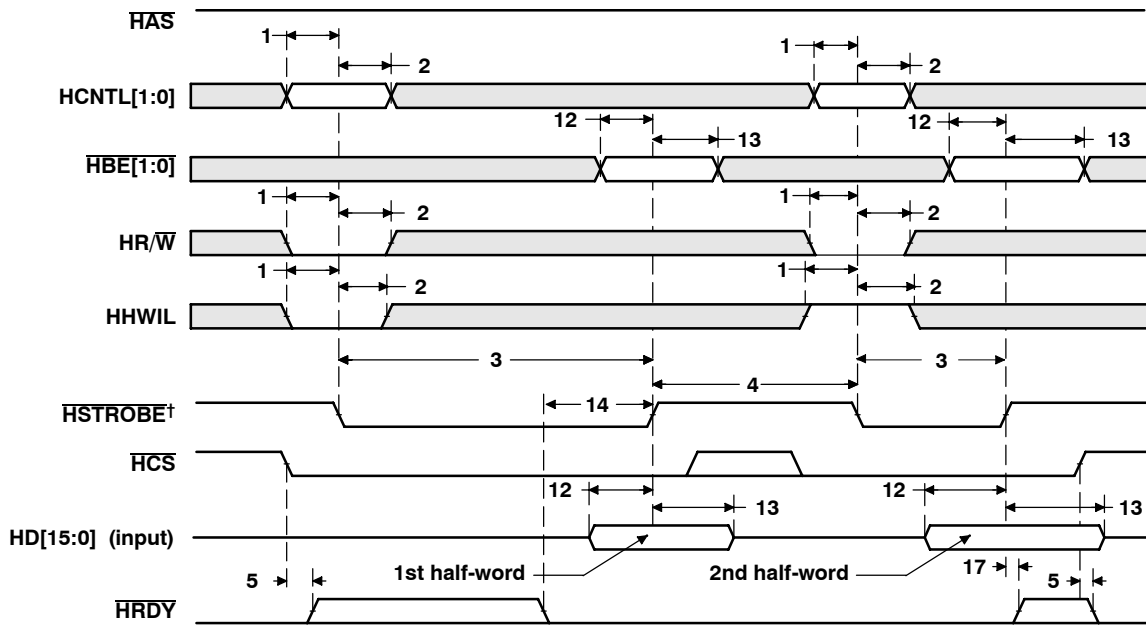 HAS
1
2
1
2
HCNTL[1:0]
12
13
12
13
HBE[1:0]
1
2
1
2
HR/W
1
2
1
2
HHWIL
3
3
4
14
HSTROBE†
HCS
12
13
12
13
HD[15:0] (input)
1st half-word
2nd half-word
5
17
5
HRDY